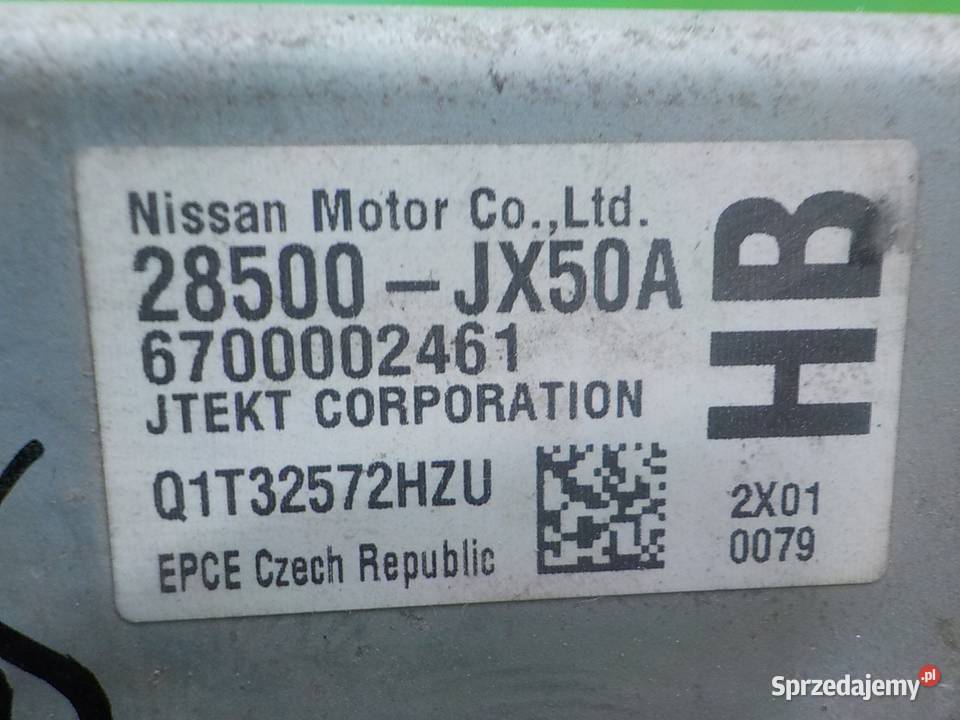 Nissan Motor Co.,Ltd.
28500-JX50A
6700002461
JTEKT CORPORATION
HB
Q1T32572HZU
2X01
0079
EPCE Czech Republic
Sprzedajemy.pl